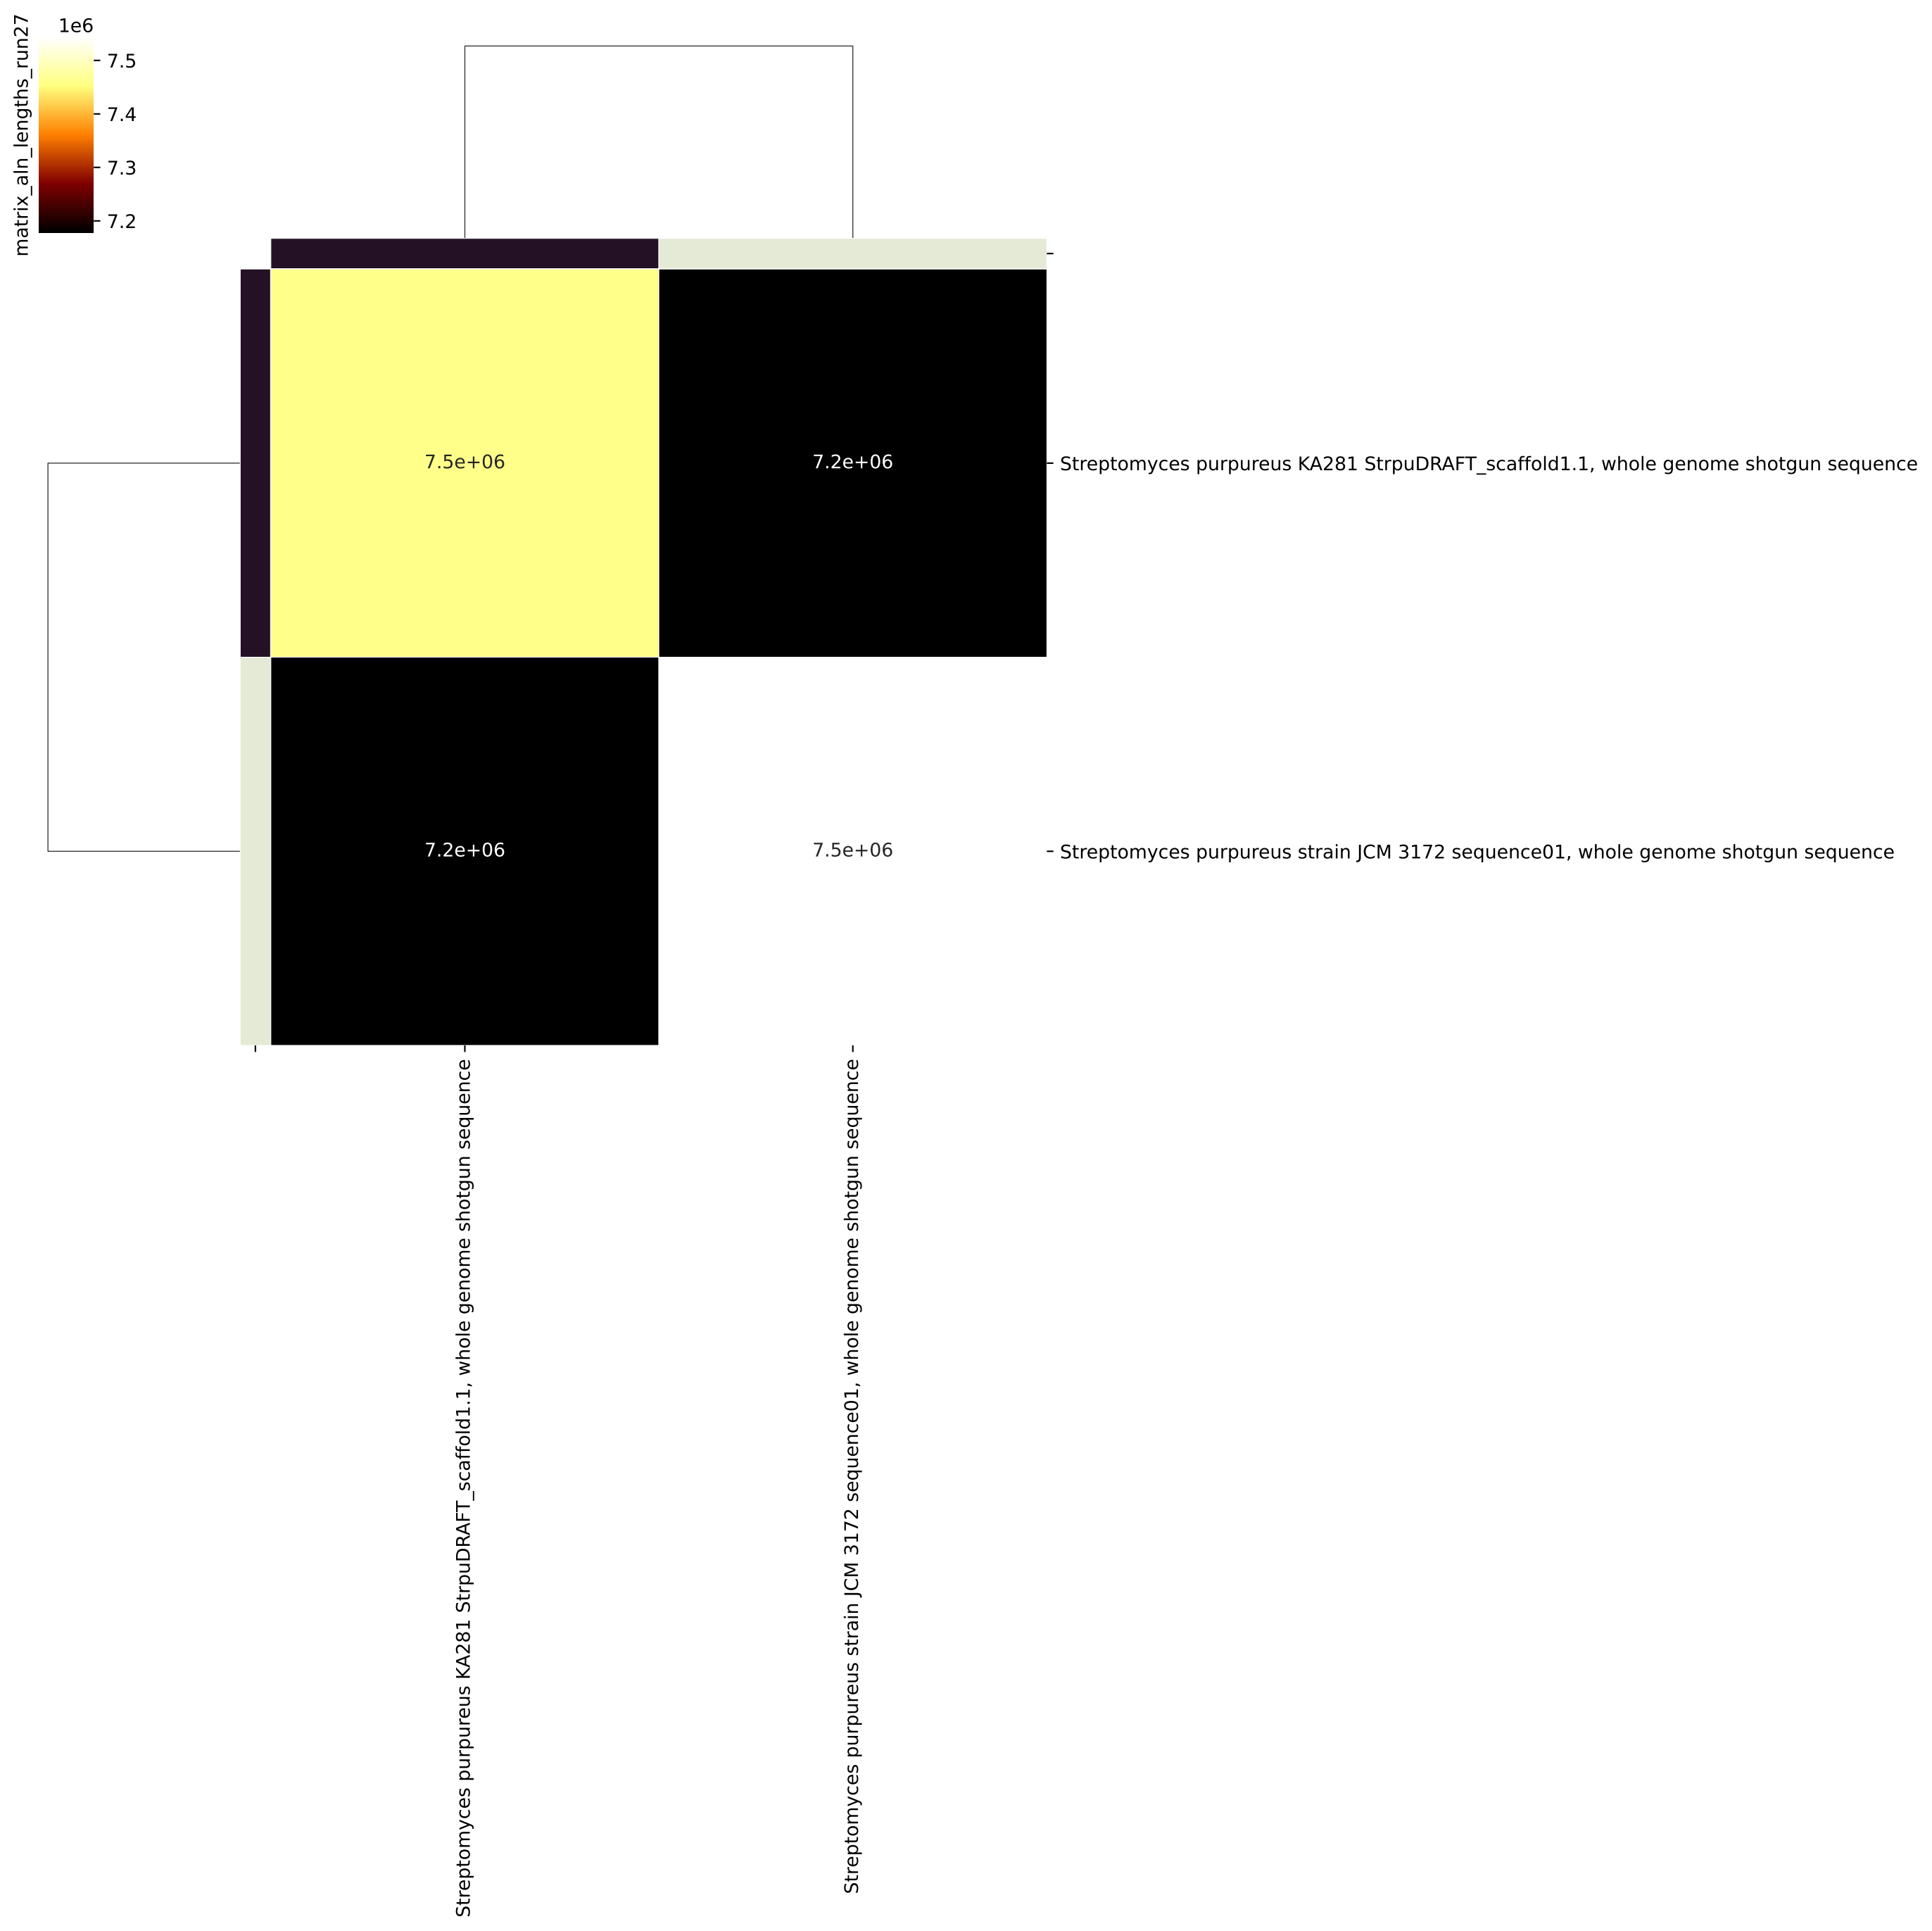 matrix_aln_lengths_run27
1e6
7.5
7.4
7.3
7.2
7.5e+06
7.2e+06
Streptomyces purpureus KA281 StrpuDRAFT_scaffold1.1, whole genome shotgun sequence
7.2e+06
7.5e+06
Streptomyces purpureus strain JCM 3172 sequence01, whole genome shotgun sequence
Streptomyces purpureus KA281 StrpuDRAFT_scaffold1.1, whole genome shotgun sequence
Streptomyces purpureus strain JCM 3172 sequence01, whole genome shotgun sequence